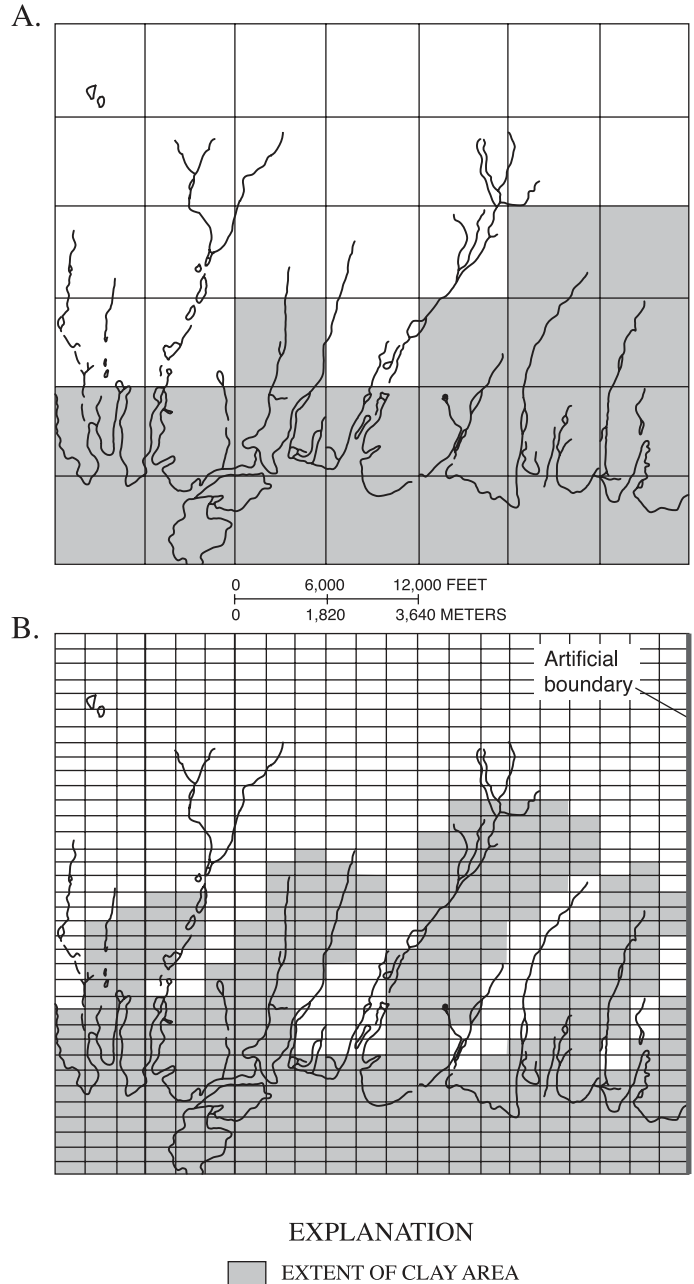 A.
0 6,000 12,000 FEET
0 1,820 3,640 METERS
B.
Artificial
boundary
EXPLANATION
EXTENT OF CLAY AREA